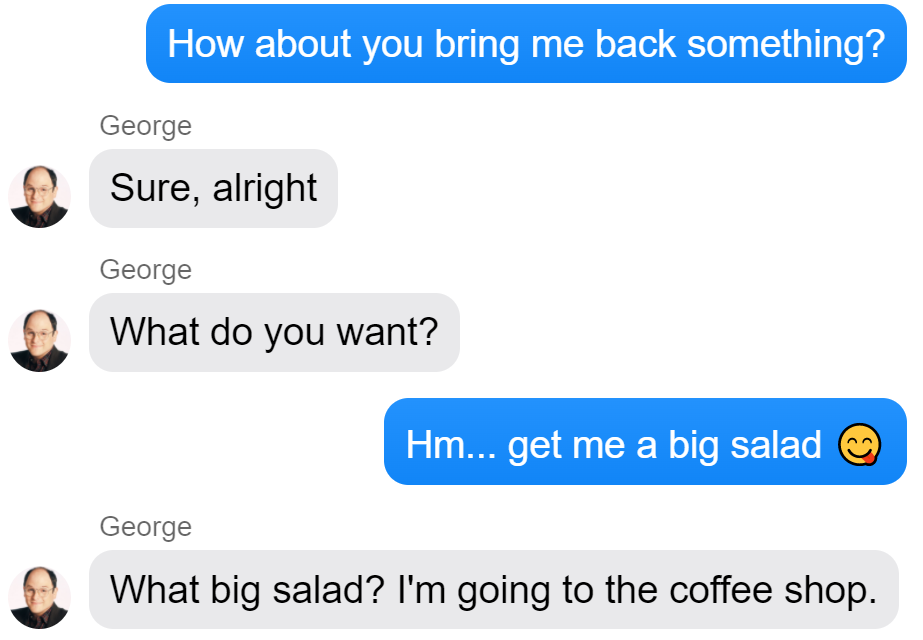 How about you bring me back something?
George
Sure, alright
George
What do you want?
Hm... get me a big salad 😋
George
What big salad? I'm going to the coffee shop.